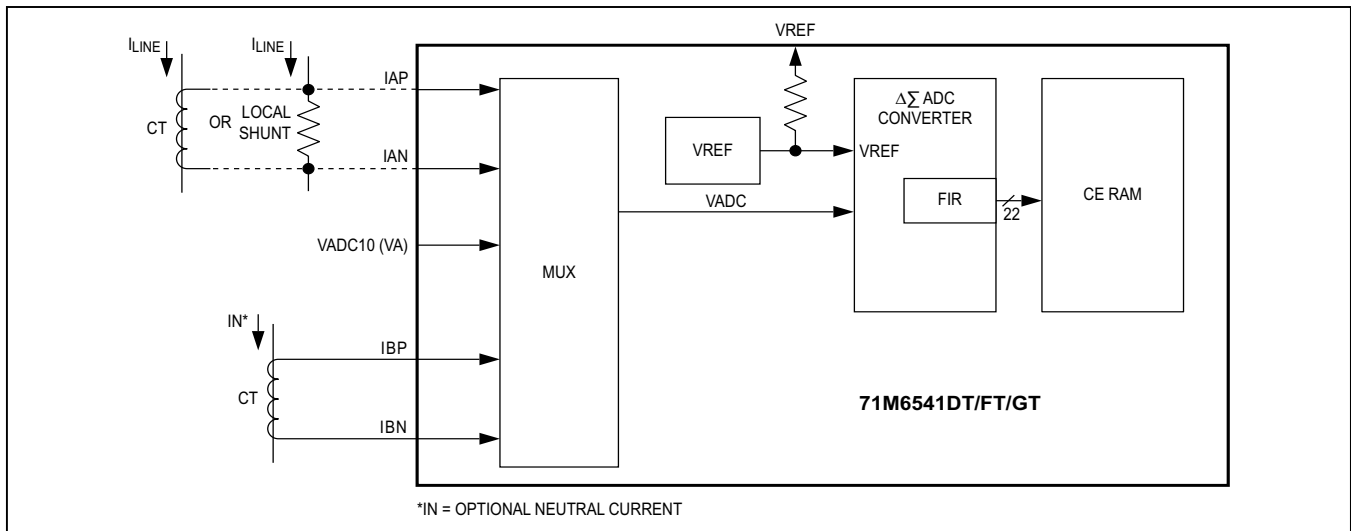 ILINE
ILINE
CT
OR
LOCAL
SHUNT
IAP
IAN
VADC10 (VA)
IN*
CT
IBP
IBN
MUX
VREF
VREF
VADC
∆∑ ADC
CONVERTER
VREF
FIR
22
CE RAM
71M6541DT/FT/GT
*IN = OPTIONAL NEUTRAL CURRENT